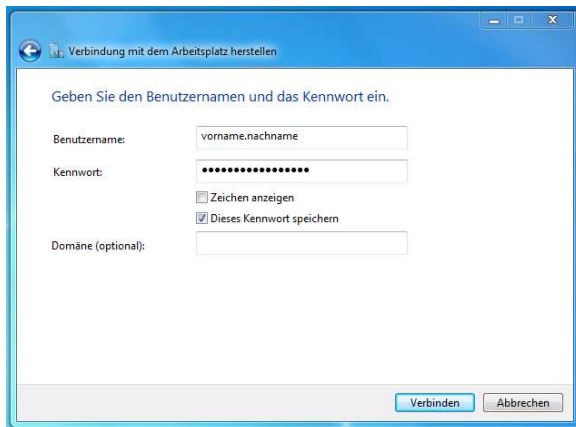 Verbindung mit dem Arbeitsplatz herstellen
Geben Sie den Benutzernamen und das Kennwort ein.
Benutzername: vorname.nachname
Kennwort: •••••••••••••••••
Zeichen anzeigen
Dieses Kennwort speichern
Domäne (optional):
Verbinden Abbrechen